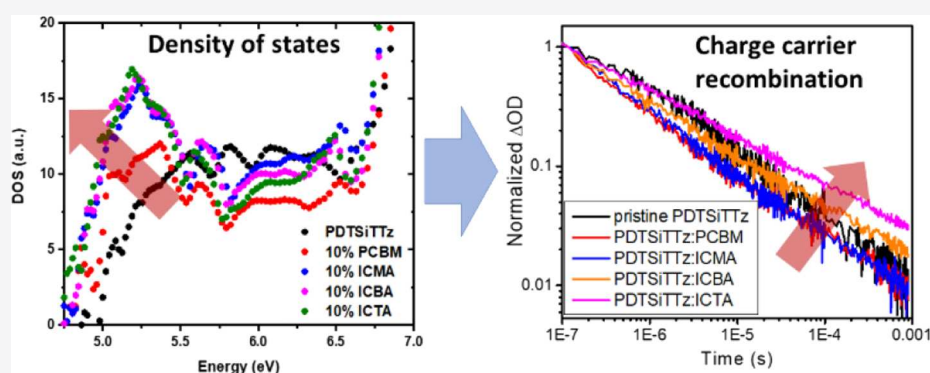 Density of states
DOS (a.u.)
20
15
10
5
0
5.0 5.5 6.0 6.5 7.0
Energy (eV)
PDTSiTTz
10% PCBM
10% ICMA
10% ICBA
10% ICTA
Charge carrier
recombination
Normalized ΔOD
1
0.1
0.01
1E-7 1E-6 1E-5 1E-4 0.001
Time (s)
pristine PDTSiTTz
PDTSiTTz:PCBM
PDTSiTTz:ICMA
PDTSiTTz:ICBA
PDTSiTTz:ICTA